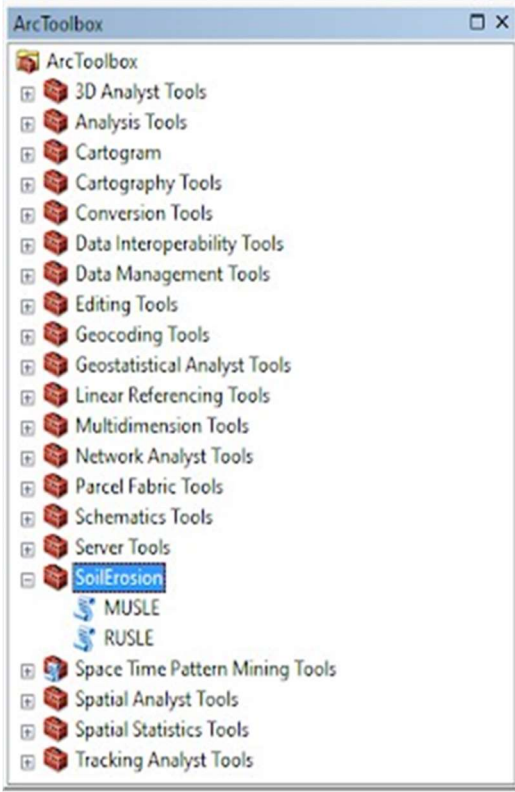 ArcToolbox
ArcToolbox
3D Analyst Tools
Analysis Tools
Cartogram
Cartography Tools
Conversion Tools
Data Interoperability Tools
Data Management Tools
Editing Tools
Geocoding Tools
Geostatistical Analyst Tools
Linear Referencing Tools
Multidimension Tools
Network Analyst Tools
Parcel Fabric Tools
Schematics Tools
Server Tools
SoilErosion
MUSLE
RUSLE
Space Time Pattern Mining Tools
Spatial Analyst Tools
Spatial Statistics Tools
Tracking Analyst Tools